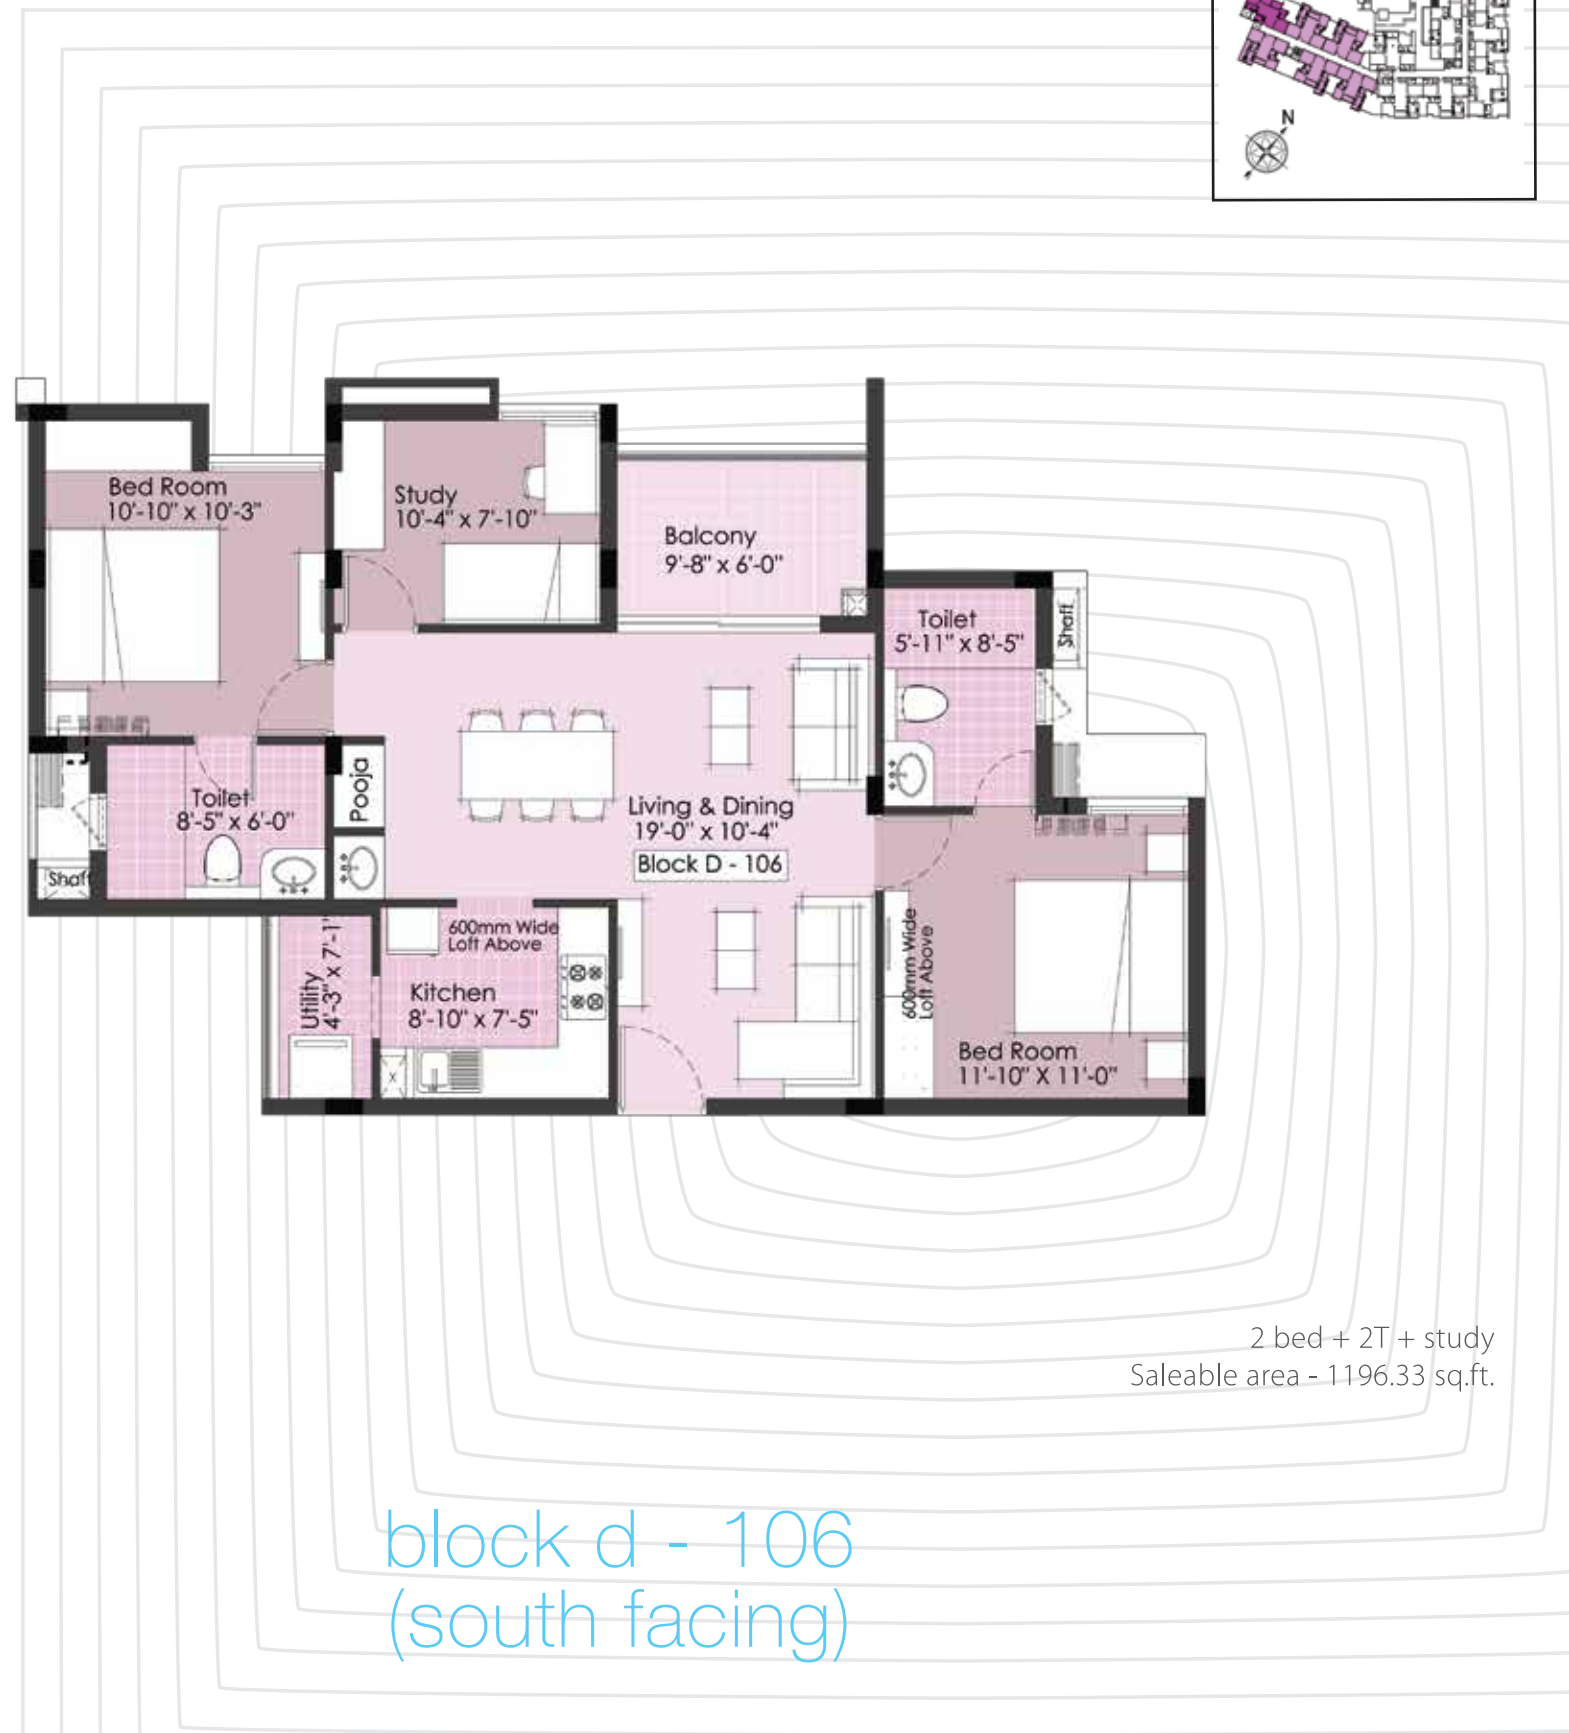 N
Bed Room
10'-10" x 10'-3"
Study
10'-4" x 7'-10"
Balcony
9'-8" x 6'-0"
Toilet
5'-11" x 8'-5"
Shaft
Pooja
Toilet
8'-5" x 6'-0"
Shaft
Living & Dining
19'-0" x 10'-4"
Block D - 106
600mm Wide
Loft Above
Utility
4'-3" x 7'-1"
Kitchen
8'-10" x 7'-5"
x
600mm Wide
Loft Above
Bed Room
11'-10" X 11'-0"
2 bed + 2T + study
Saleable area - 1196.33 sq.ft.
block d - 106
(south facing)